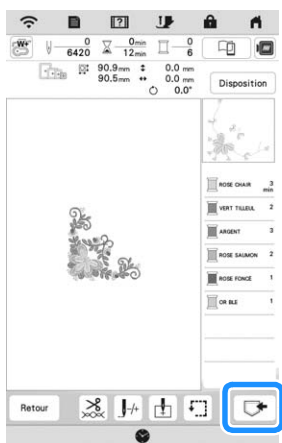 W+
0
6420
0min
12min
0
6
90.9mm 0.0 mm
90.5mm 0.0 mm
0.0°
Disposition
ROSE CHAIR 3 min
VERT TILLEUL 2
ARGENT 3
ROSE SAUMON 2
ROSE FONCÉ 1
OR BLE 1
Retour
-/+